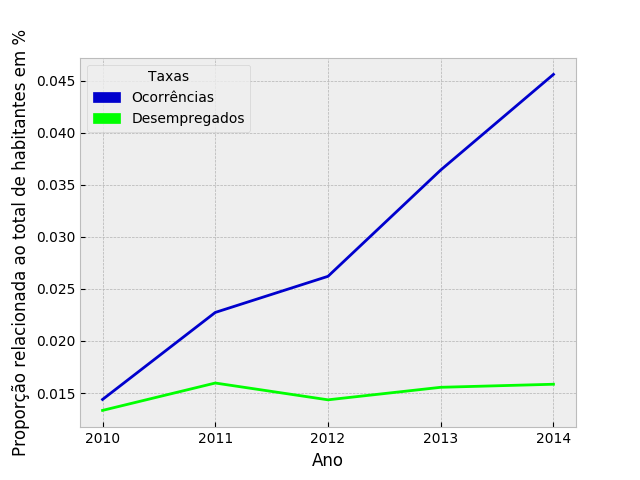 Proporção relacionada ao total de habitantes em %
0.045
0.040
0.035
0.030
0.025
0.020
0.015
Taxas
Ocorrências
Desempregados
2010 2011 2012 2013 2014
Ano